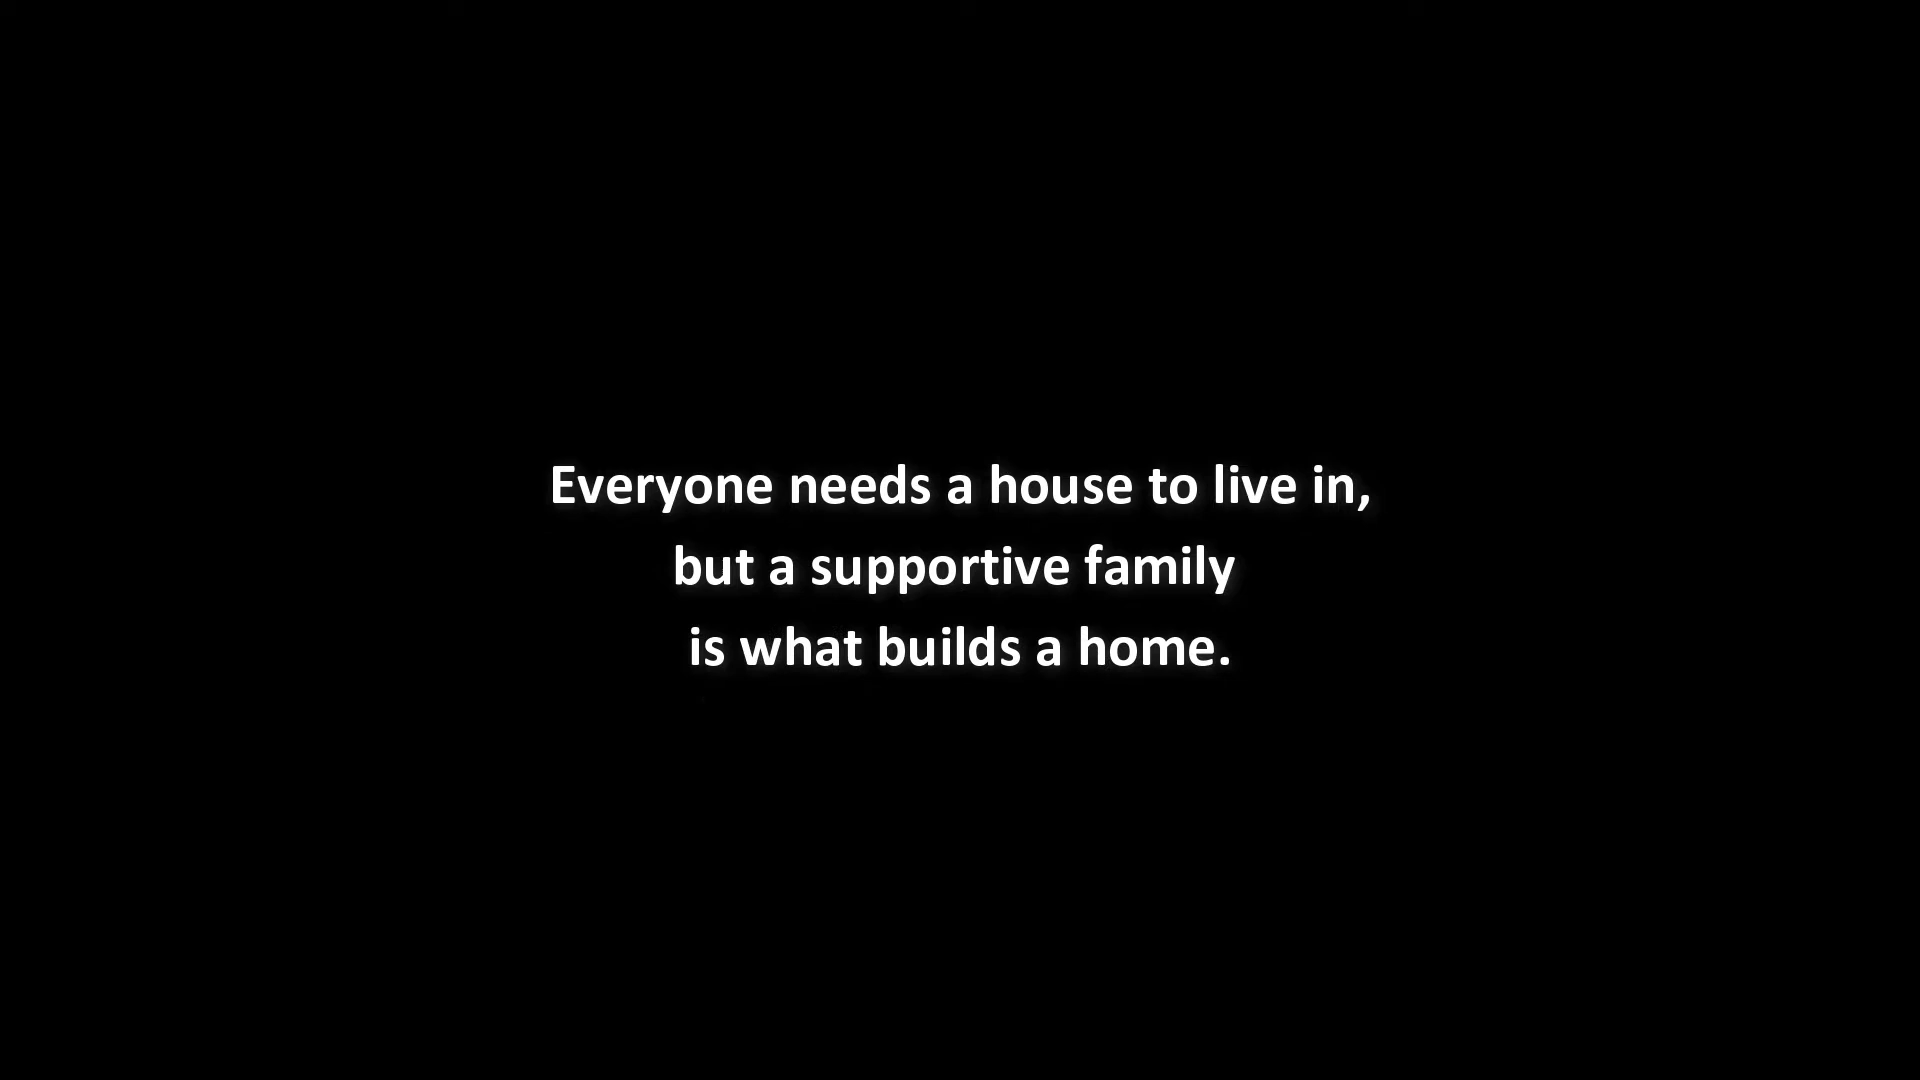 Everyone needs a house to live in,
but a supportive family
is what builds a home.